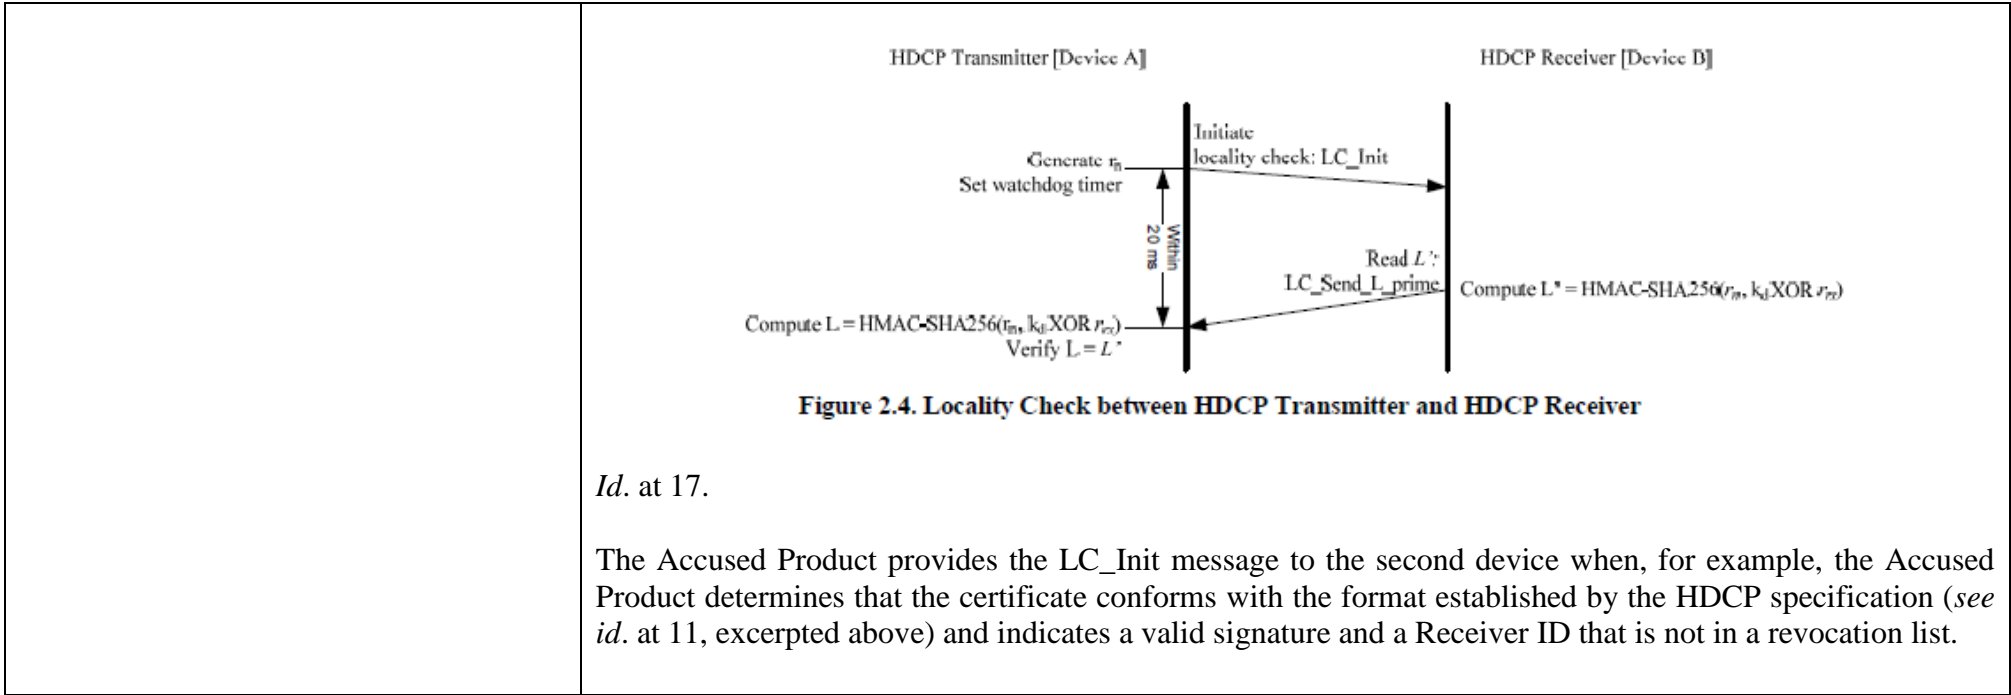 HDCP Transmitter [Device A]
HDCP Receiver [Device B]
Initiate
locality check: LC_Init
Generate rn
Set watchdog timer
Within
20 ms
Read L':
LC_Send_L_prime
Compute L' = HMAC-SHA256(rn, kd XOR rrx)
Compute L = HMAC-SHA256(rn, kd XOR rrx)
Verify L = L'
Figure 2.4. Locality Check between HDCP Transmitter and HDCP Receiver
Id. at 17.
The Accused Product provides the LC_Init message to the second device when, for example, the Accused
Product determines that the certificate conforms with the format established by the HDCP specification (see
id. at 11, excerpted above) and indicates a valid signature and a Receiver ID that is not in a revocation list.